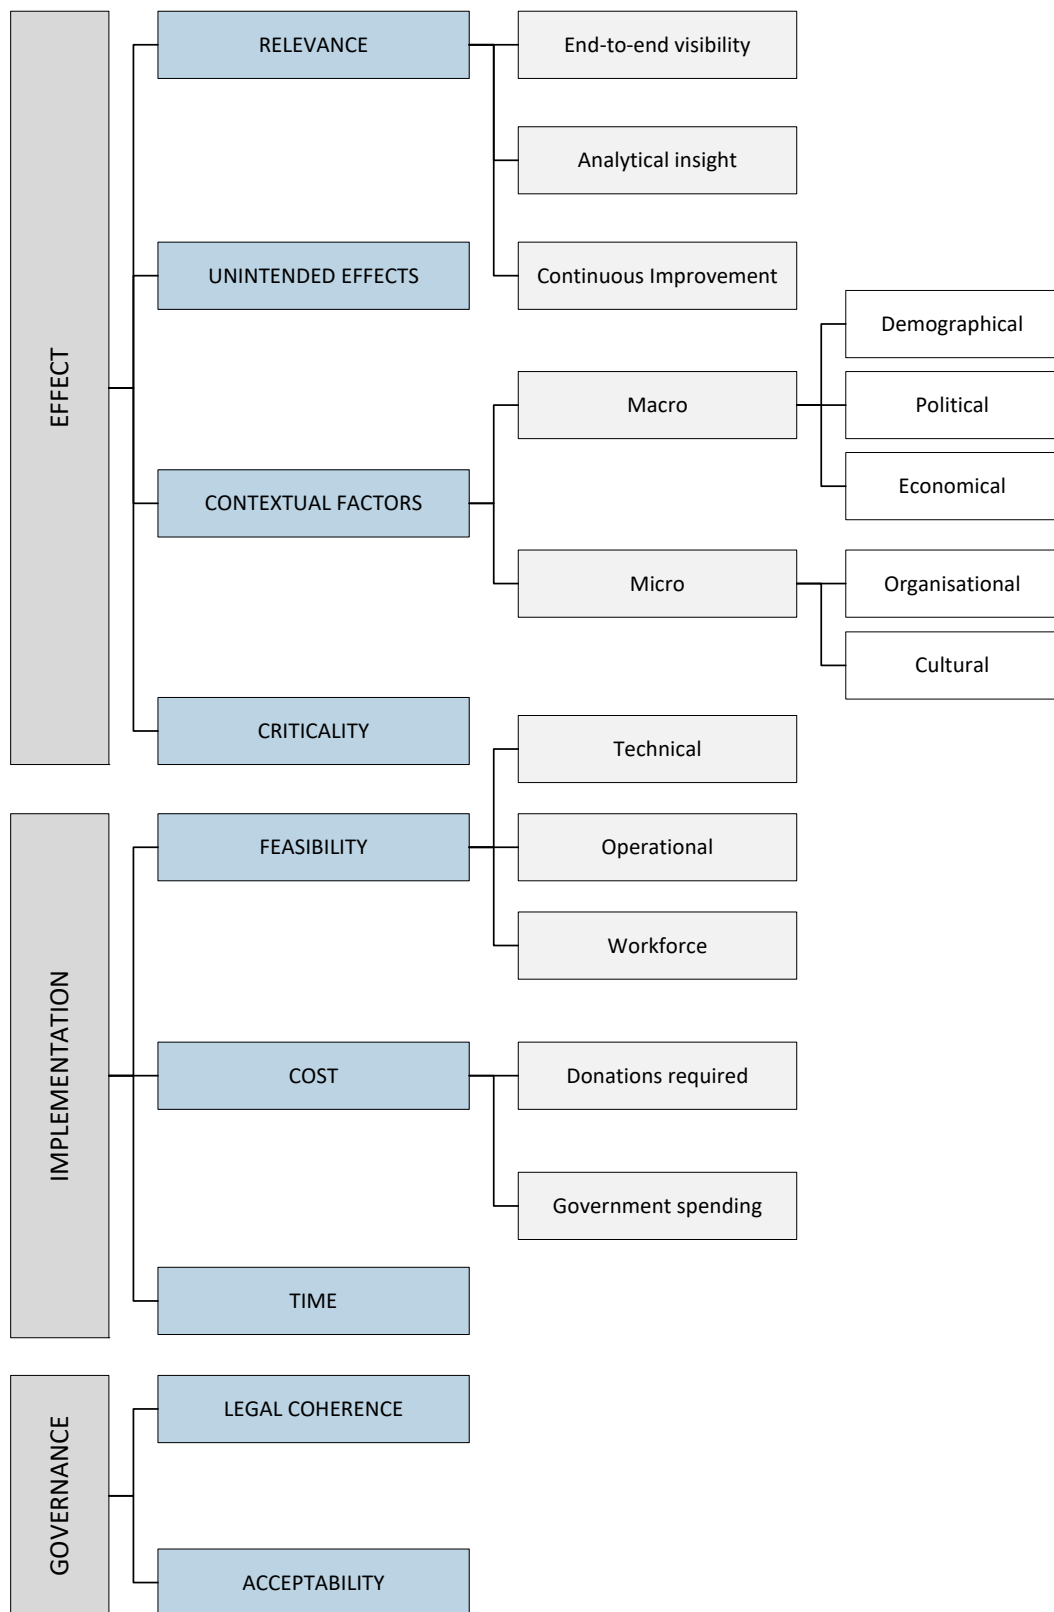 EFFECT
RELEVANCE
End-to-end visibility
Analytical insight
Continuous Improvement
UNINTENDED EFFECTS
CONTEXTUAL FACTORS
Macro
Demographical
Political
Economical
Micro
Organisational
Cultural
CRITICALITY
IMPLEMENTATION
FEASIBILITY
Technical
Operational
Workforce
COST
Donations required
Government spending
TIME
GOVERNANCE
LEGAL COHERENCE
ACCEPTABILITY